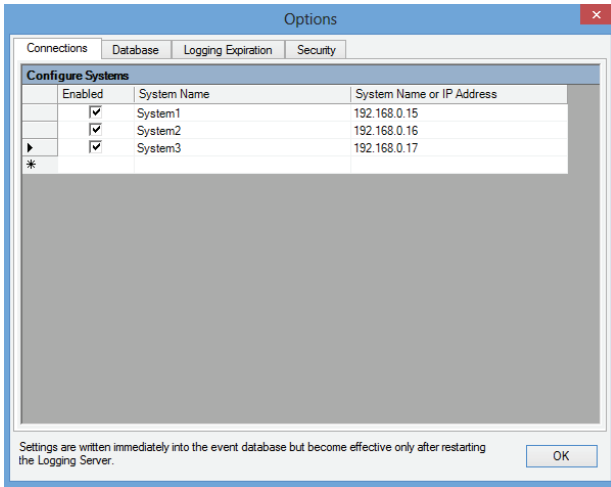 Options
Connections Database Logging Expiration Security
Configure Systems
Enabled System Name System Name or IP Address
System1 192.168.0.15
System2 192.168.0.16
System3 192.168.0.17
Settings are written immediately into the event database but become effective only after restarting
the Logging Server.
OK